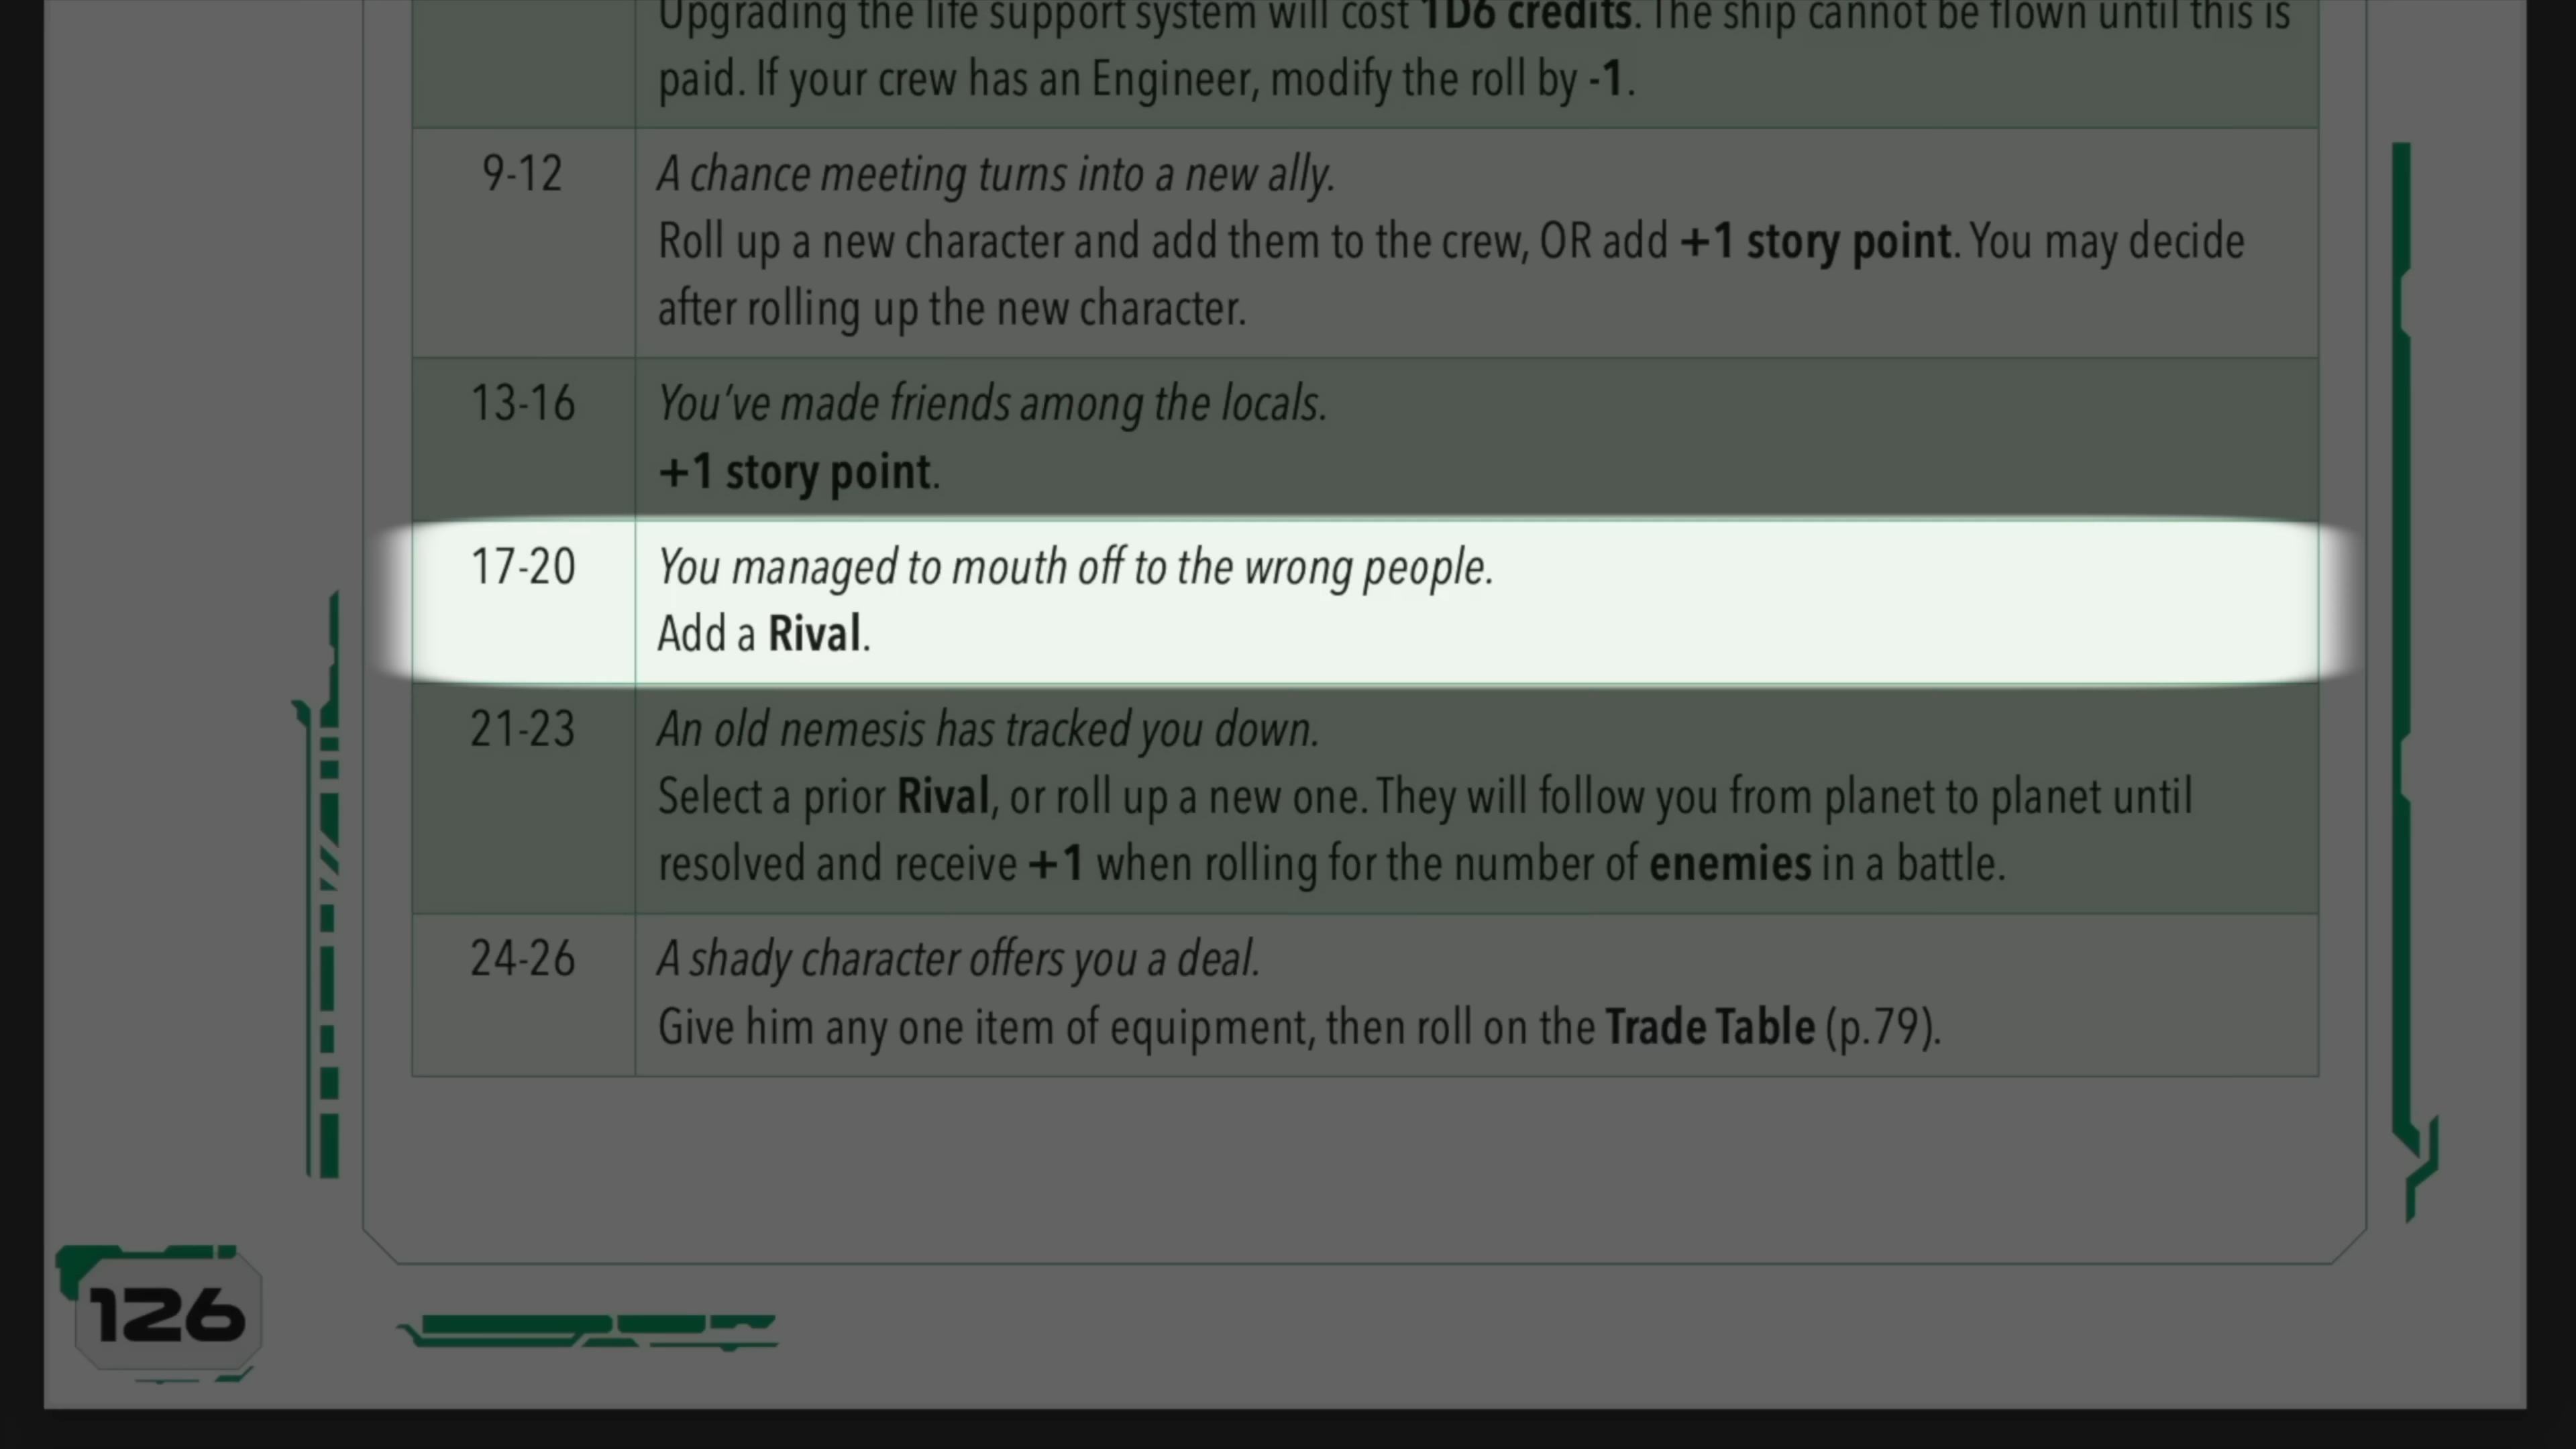 Upgrading the life support system will cost 1D6 credits. The ship cannot be flown until this is
paid. If your crew has an Engineer, modify the roll by -1.
9-12
A chance meeting turns into a new ally.
Roll up a new character and add them to the crew, OR add +1 story point. You may decide
after rolling up the new character.
13-16
You've made friends among the locals.
+1 story point.
17-20
You managed to mouth off to the wrong people.
Add a Rival.
21-23
An old nemesis has tracked you down.
Select a prior Rival, or roll up a new one. They will follow you from planet to planet until
resolved and receive +1 when rolling for the number of enemies in a battle.
24-26
A shady character offers you a deal.
Give him any one item of equipment, then roll on the Trade Table (p.79).
126